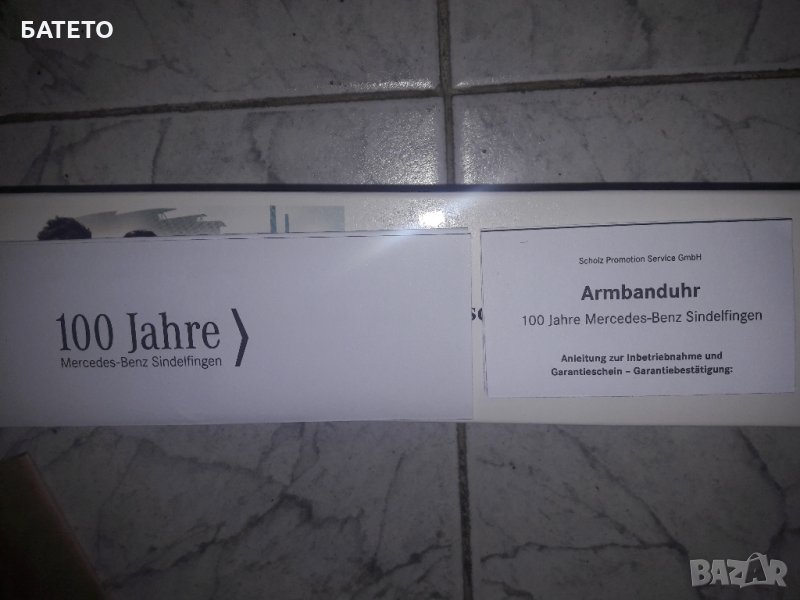 БАТЕТО
100 Jahre
Mercedes-Benz Sindelfingen
Scholz Promotion Service GmbH
Armbanduhr
100 Jahre Mercedes-Benz Sindelfingen
Anleitung zur Inbetriebnahme und
Garantieschein – Garantiebestätigung:
BAZAR